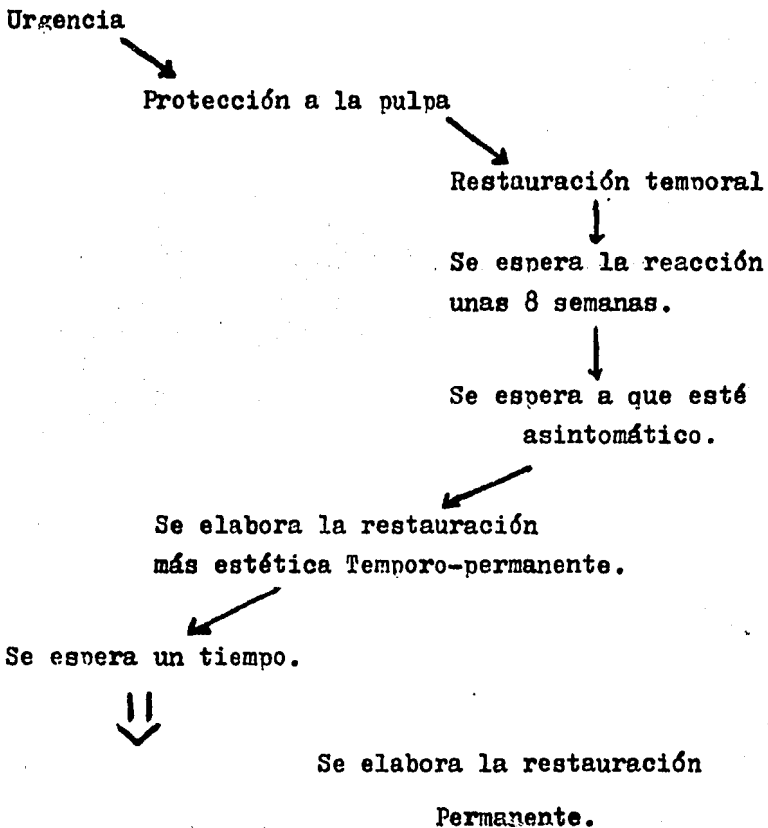 Urgencia
Protección a la pulpa
Restauración temporal
Se espera la reacción
unas 8 semanas.
Se espera a que esté
asintomático.
Se elabora la restauración
más estética Temporo-permanente.
Se espera un tiempo.
Se elabora la restauración
Permanente.